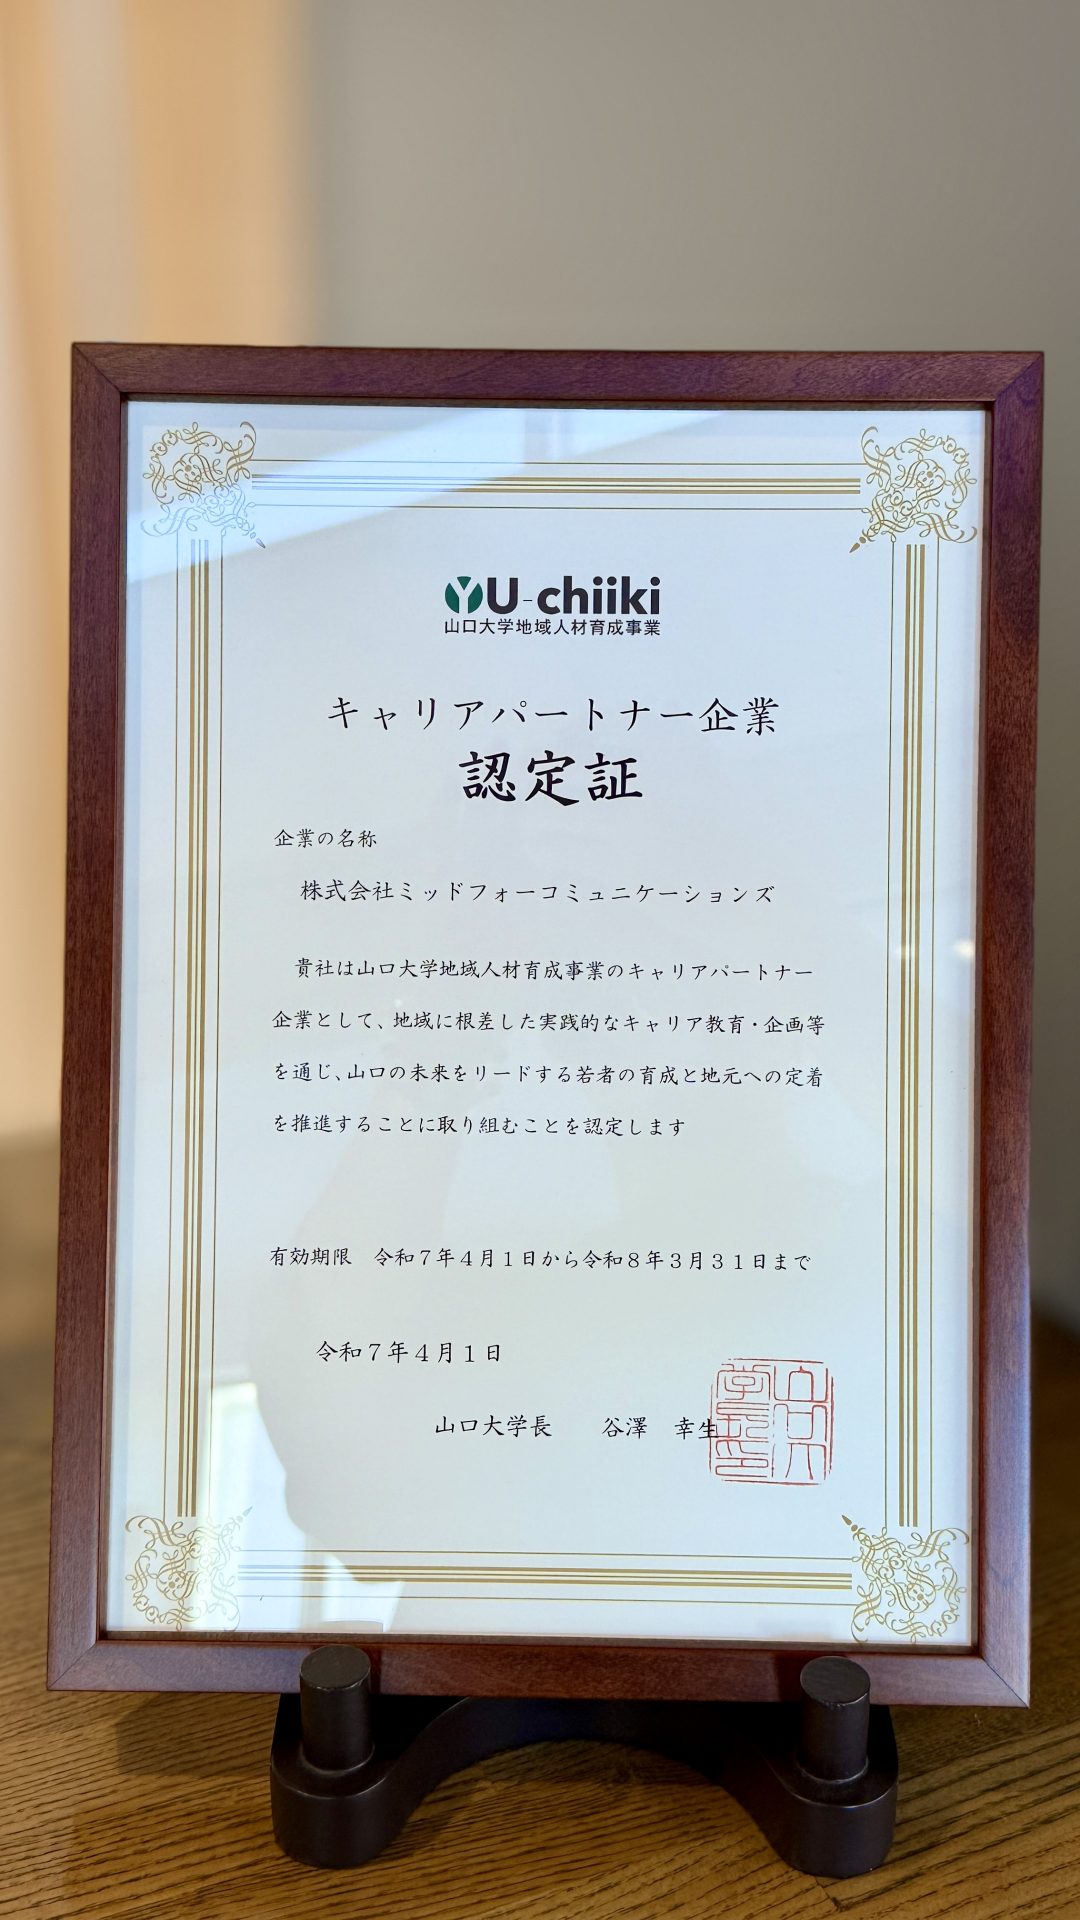 YU-chiiki
山口大学地域人材育成事業
キャリアパートナー企業
認定証
企業の名称
株式会社ミッドフォーコミュニケーションズ
貴社は山口大学地域人材育成事業のキャリアパートナー
企業として、地域に根差した実践的なキャリア教育・企画等
を通じ、山口の未来をリードする若者の育成と地元への定着
を推進することに取り組むことを認定します
有効期限　令和７年４月１日から令和８年３月３１日まで
令和７年４月１日
山口大学長　　谷澤　幸生
山口大学長印